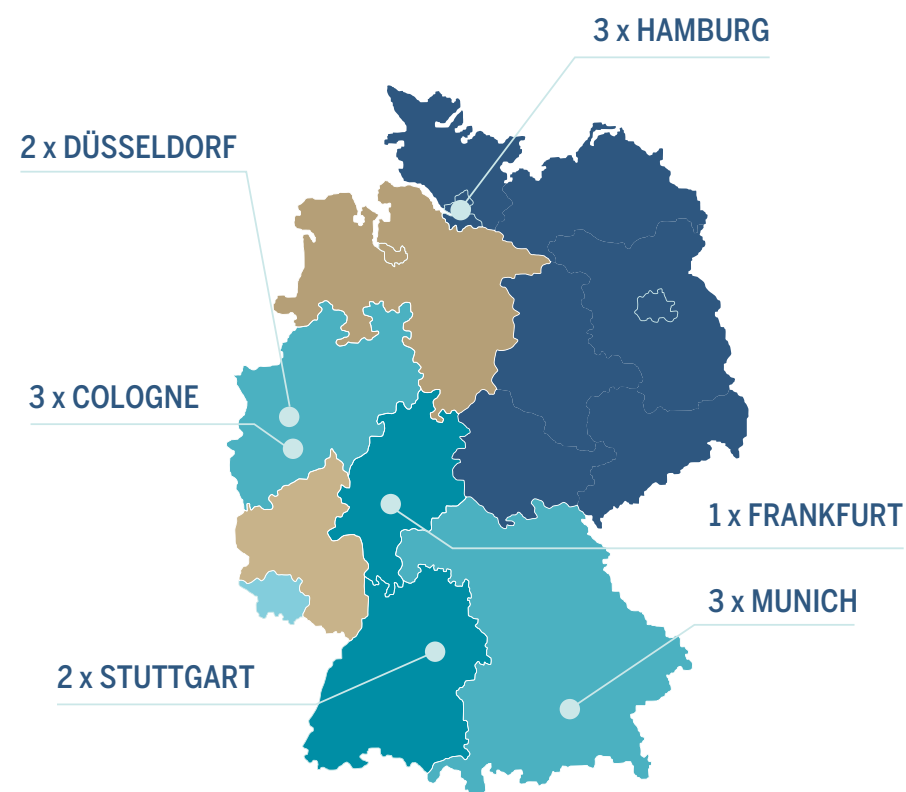 3 x HAMBURG
2 x DÜSSELDORF
3 x COLOGNE
1 x FRANKFURT
3 x MUNICH
2 x STUTTGART